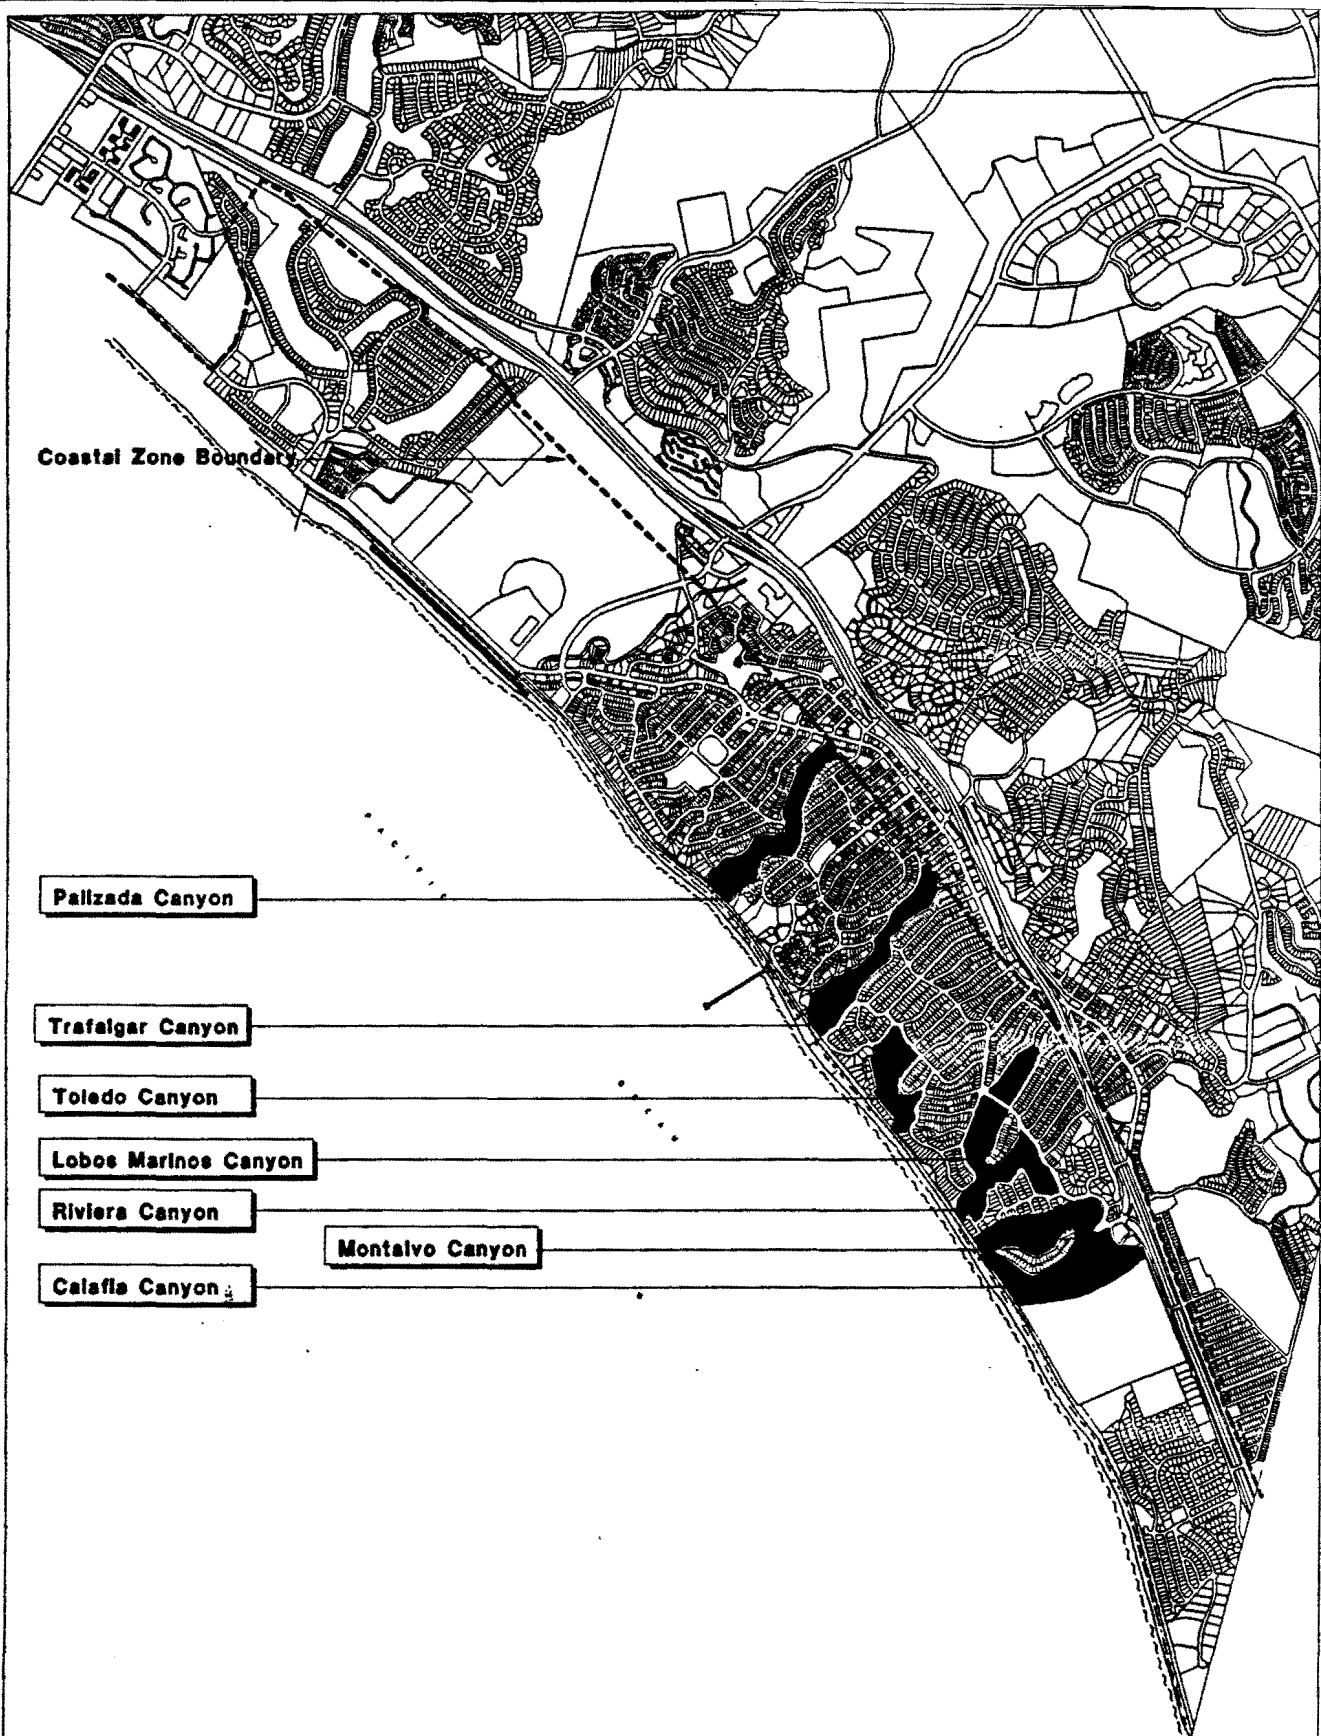 Coastal Zone Boundary
Palizada Canyon
Trafalgar Canyon
Toledo Canyon
Lobos Marinos Canyon
Riviera Canyon
Montalvo Canyon
Calafia Canyon